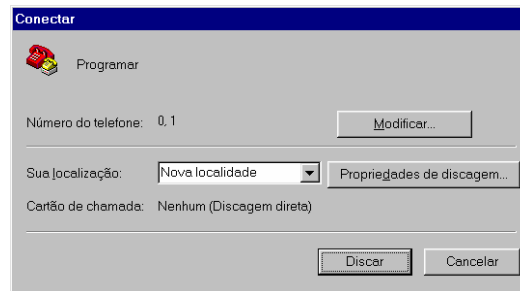 Conectar
Programar
Número do telefone: 0, 1 Modificar...
Sua localização: Nova localidade Propriedades de discagem...
Cartão de chamada: Nenhum (Discagem direta)
Discar Cancelar